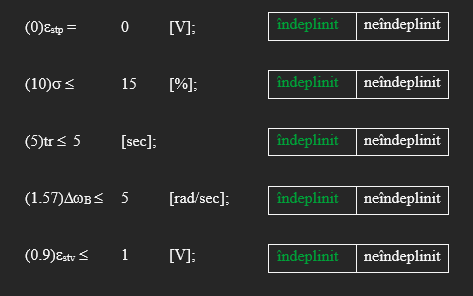 (0)εstp = 0 [V]; îndeplinit neîndeplinit
(10)σ ≤ 15 [%]; îndeplinit neîndeplinit
(5)tr ≤ 5 [sec]; îndeplinit neîndeplinit
(1.57)ΔωB ≤ 5 [rad/sec]; îndeplinit neîndeplinit
(0.9)εstv ≤ 1 [V]; îndeplinit neîndeplinit